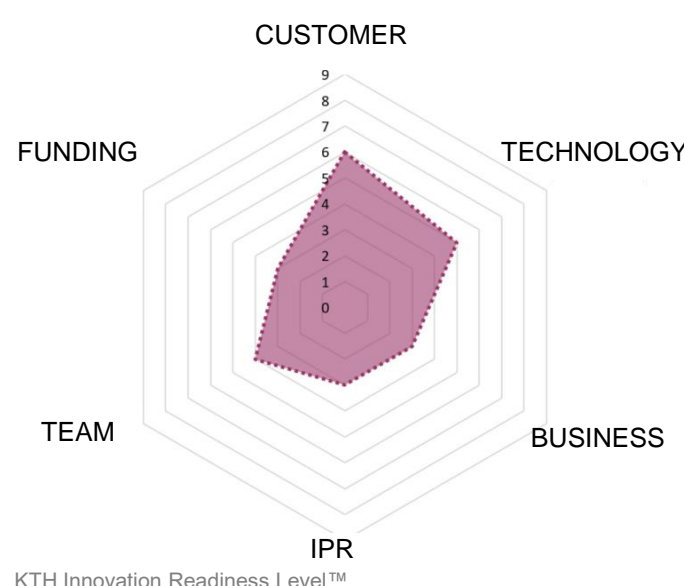 CUSTOMER
9
8
7
FUNDING
6
TECHNOLOGY
5
4
3
2
1
0
TEAM
BUSINESS
IPR
KTH Innovation Readiness Level™